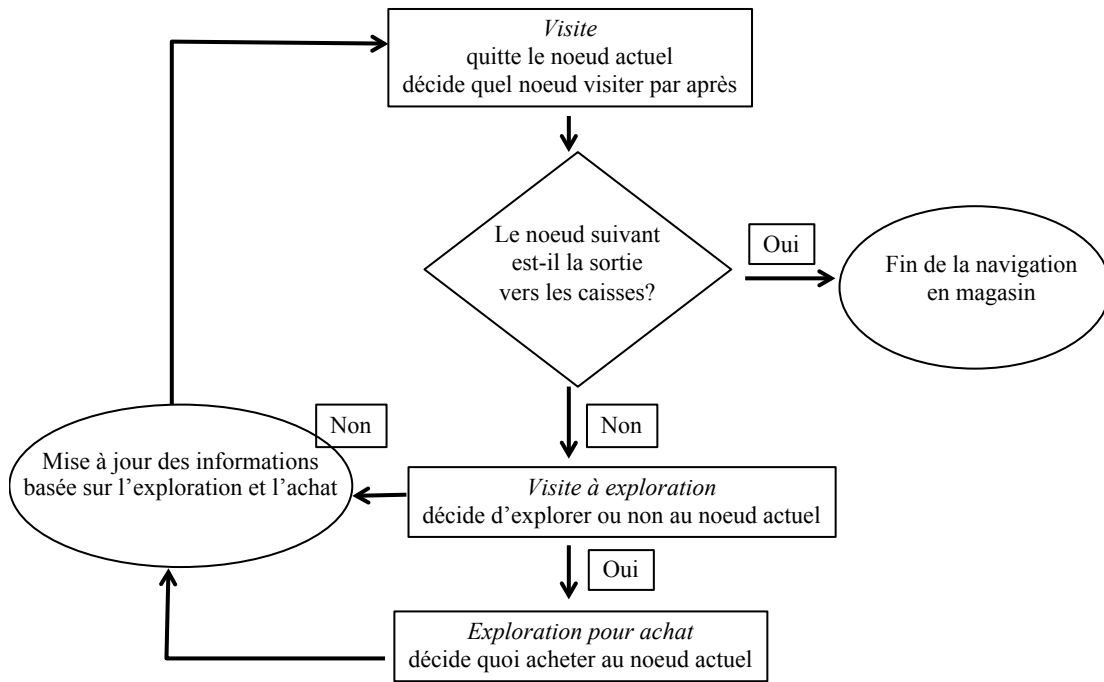 Visite
quitte le noeud actuel
décide quel noeud visiter par après
Le noeud suivant
est-il la sortie
vers les caisses?
Oui
Fin de la navigation
en magasin
Non
Non
Mise à jour des informations
basée sur l’exploration et l’achat
Visite à exploration
décide d’explorer ou non au noeud actuel
Oui
Exploration pour achat
décide quoi acheter au noeud actuel